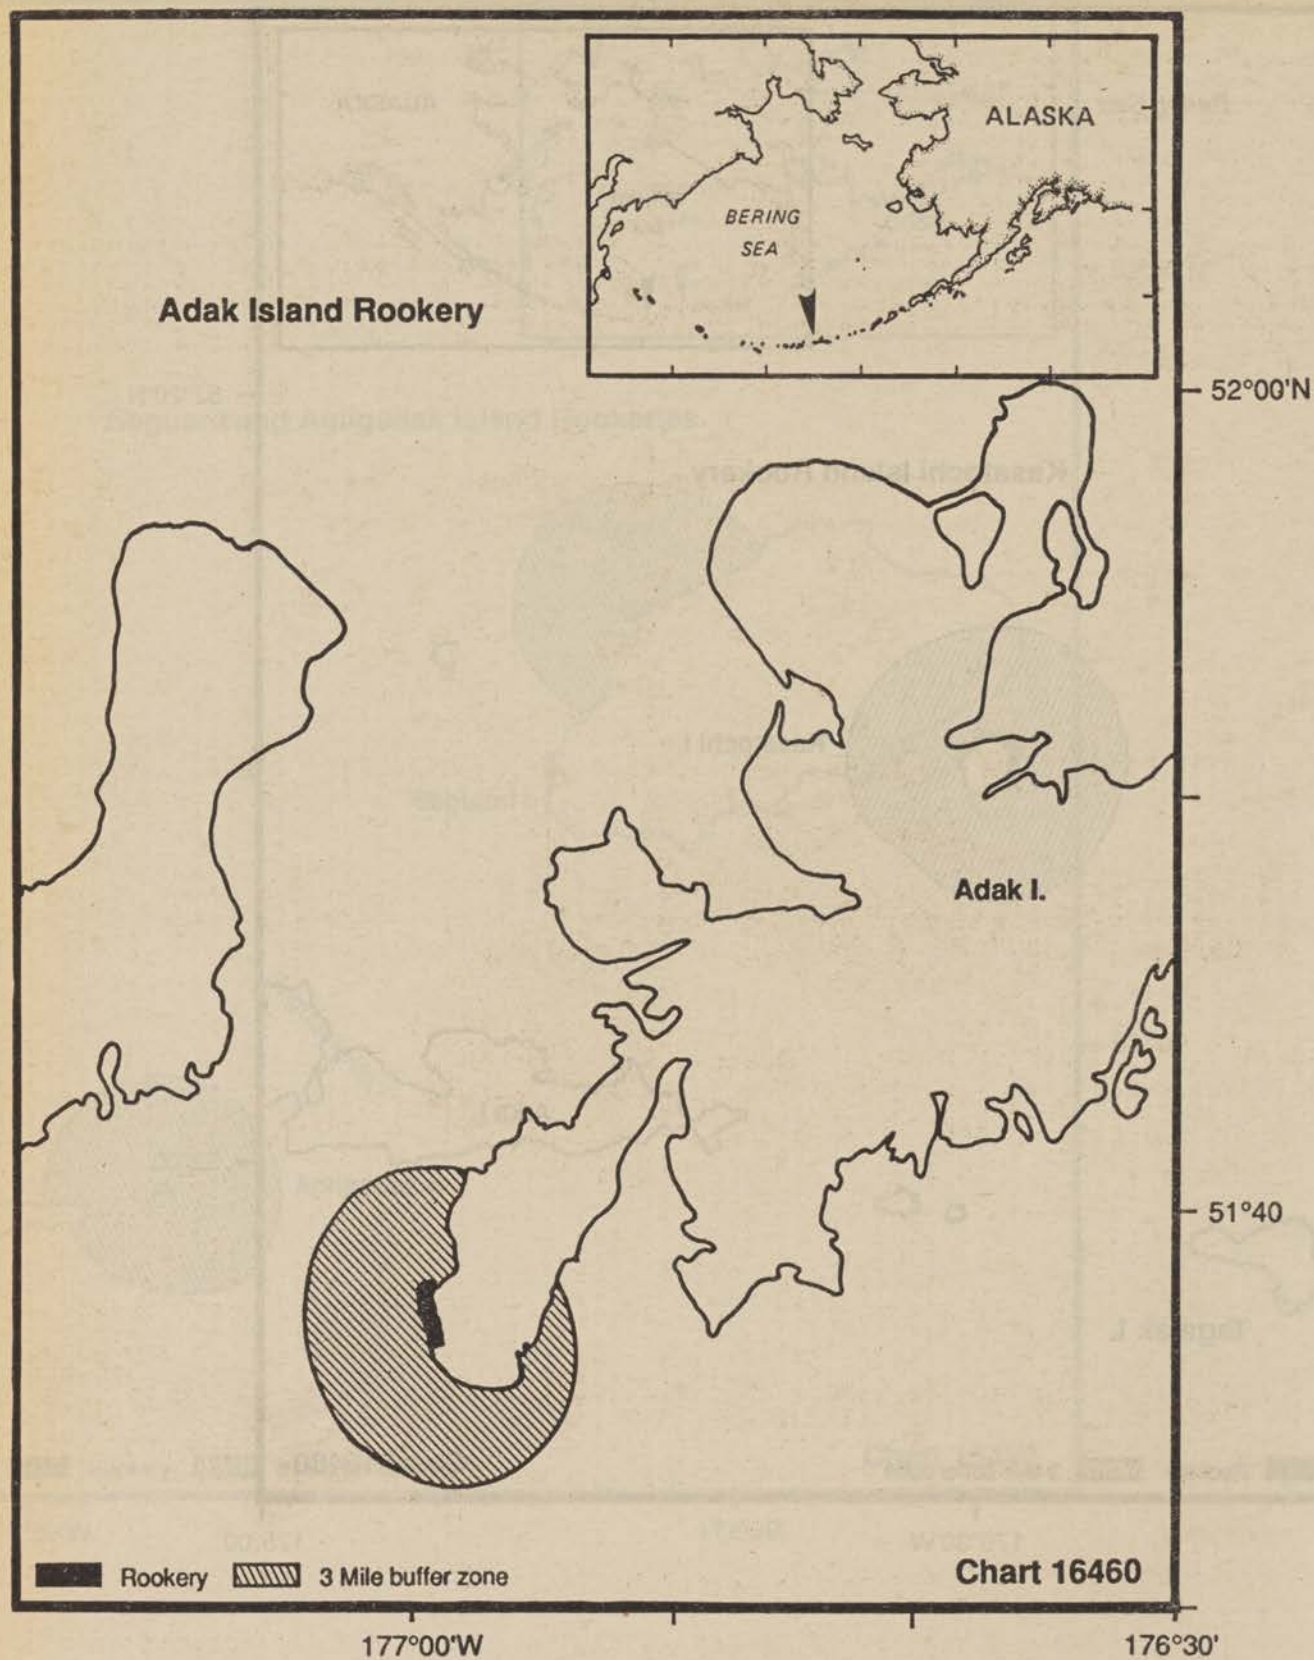 ALASKA
BERING
SEA
Adak Island Rookery
52°00'N
Adak I.
51°40
Rookery
3 Mile buffer zone
Chart 16460
177°00'W
176°30'